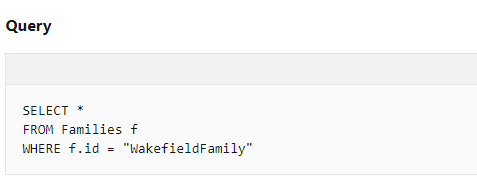 Query
SELECT *
FROM Families f
WHERE f.id = "WakefieldFamily"